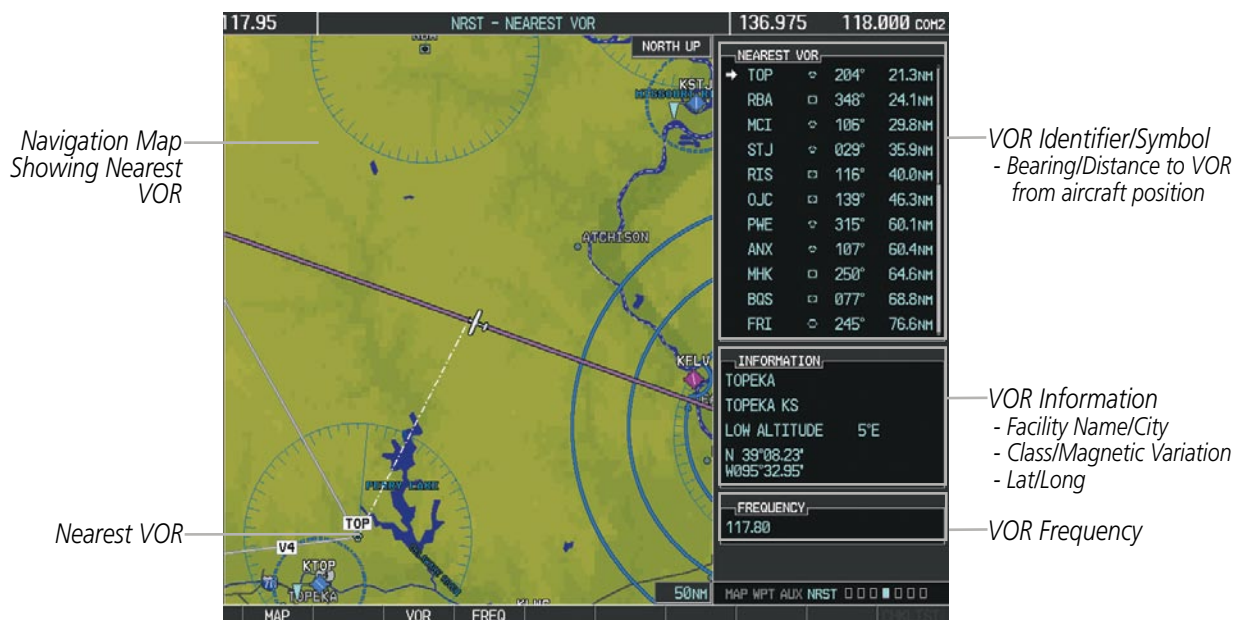 117.95 NRST - NEAREST VOR 136.975 118.000 COM2
NORTH UP
KSTJ
ATCHISON
KFLV
PERRY LAKE
TOP
V4
KTOP
TOPEKA
50NM
NEAREST VOR
TOP 204° 21.3NM
RBA 348° 24.1NM
MCI 106° 29.8NM
STJ 029° 35.9NM
RIS 116° 40.0NM
OJC 139° 46.3NM
PWE 315° 60.1NM
ANX 107° 60.4NM
MHK 250° 64.6NM
BQS 077° 68.8NM
FRI 245° 76.6NM
INFORMATION
TOPEKA
TOPEKA KS
LOW ALTITUDE 5°E
N 39°08.23'
W095°32.95'
FREQUENCY
117.80
MAP WPT AUX NRST
MAP VOR FREQ
Navigation Map
Showing Nearest
VOR
Nearest VOR
VOR Identifier/Symbol
- Bearing/Distance to VOR
from aircraft position
VOR Information
- Facility Name/City
- Class/Magnetic Variation
- Lat/Long
VOR Frequency